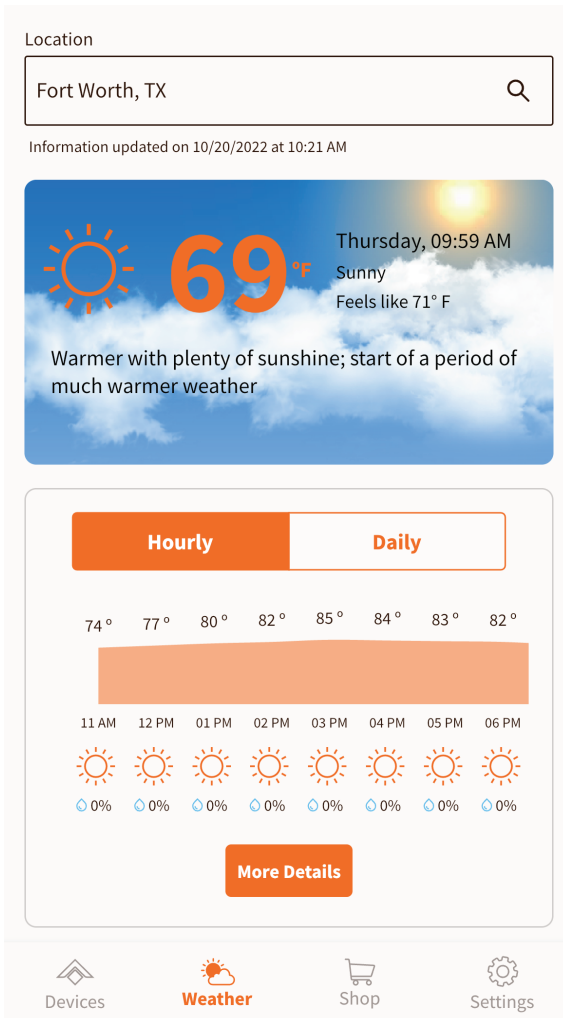 Location
Fort Worth, TX
Information updated on 10/20/2022 at 10:21 AM
69 °F
Thursday, 09:59 AM
Sunny
Feels like 71° F
Warmer with plenty of sunshine; start of a period of
much warmer weather
Hourly Daily
74 º 77 º 80 º 82 º 85 º 84 º 83 º 82 º
11 AM 12 PM 01 PM 02 PM 03 PM 04 PM 05 PM 06 PM
0% 0% 0% 0% 0% 0% 0% 0%
More Details
Devices Weather Shop Settings